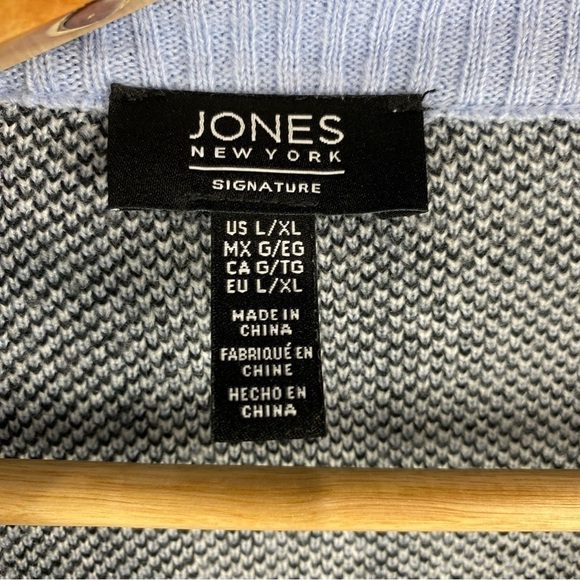 JONES
NEW YORK
SIGNATURE
US L/XL
MX G/EG
CA G/TG
EU L/XL
MADE IN
CHINA
FABRIQUÉ EN
CHINE
HECHO EN
CHINA